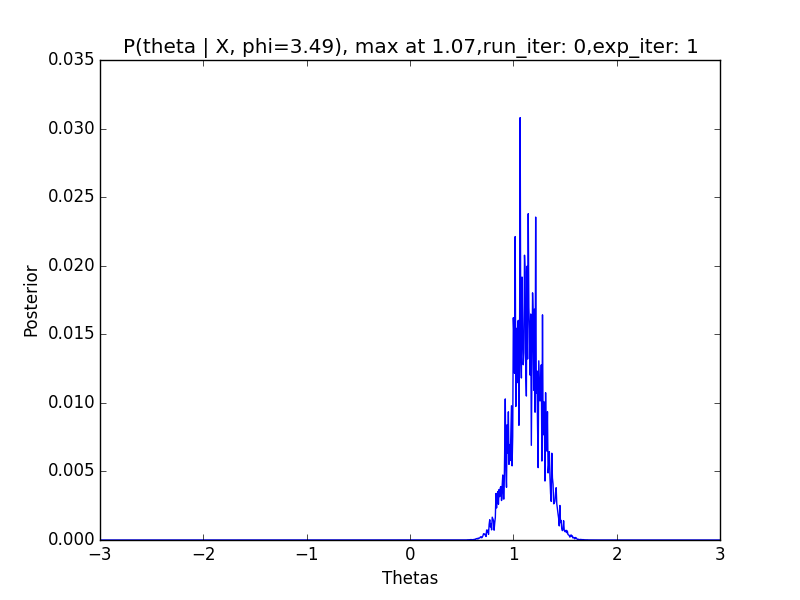 P(theta | X, phi=3.49), max at 1.07,run_iter: 0,exp_iter: 1
0.035
0.030
0.025
0.020
0.015
0.010
0.005
0.000
Posterior
−3 −2 −1 0 1 2 3
Thetas